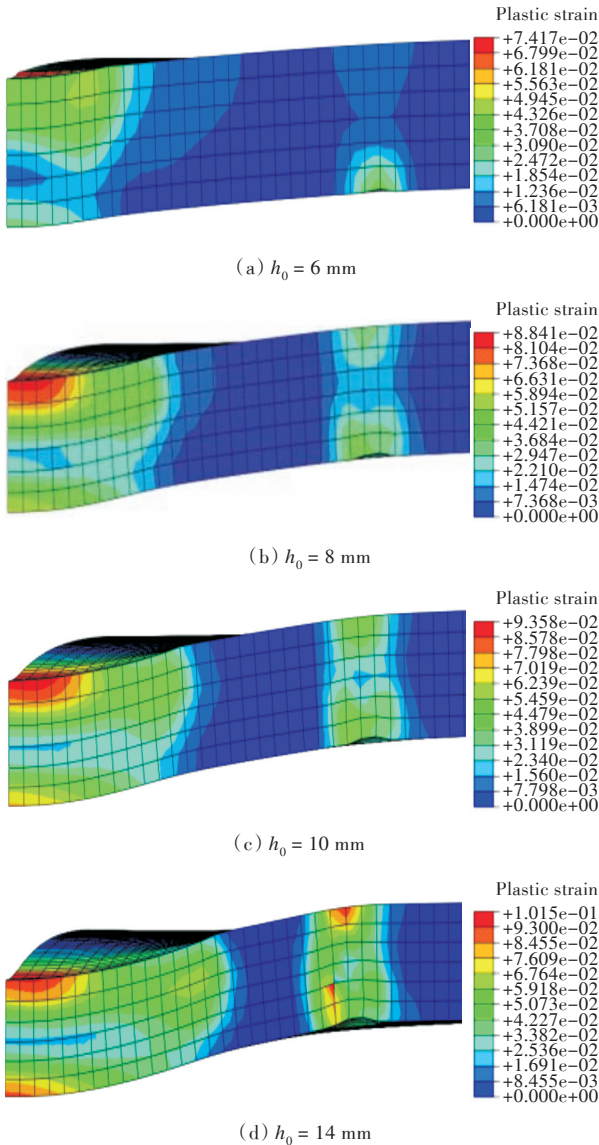 Plastic strain
+7.417e−02
+6.799e−02
+6.181e−02
+5.563e−02
+4.945e−02
+4.326e−02
+3.708e−02
+3.090e−02
+2.472e−02
+1.854e−02
+1.236e−02
+6.181e−03
+0.000e+00
(a) h0 = 6 mm
Plastic strain
+8.841e−02
+8.104e−02
+7.368e−02
+6.631e−02
+5.894e−02
+5.157e−02
+4.421e−02
+3.684e−02
+2.947e−02
+2.210e−02
+1.474e−02
+7.368e−03
+0.000e+00
(b) h0 = 8 mm
Plastic strain
+9.358e−02
+8.578e−02
+7.798e−02
+7.019e−02
+6.239e−02
+5.459e−02
+4.479e−02
+3.899e−02
+3.119e−02
+2.340e−02
+1.560e−02
+7.798e−03
+0.000e+00
(c) h0 = 10 mm
Plastic strain
+1.015e−01
+9.300e−02
+8.455e−02
+7.609e−02
+6.764e−02
+5.918e−02
+5.073e−02
+4.227e−02
+3.382e−02
+2.536e−02
+1.691e−02
+8.455e−03
+0.000e+00
(d) h0 = 14 mm